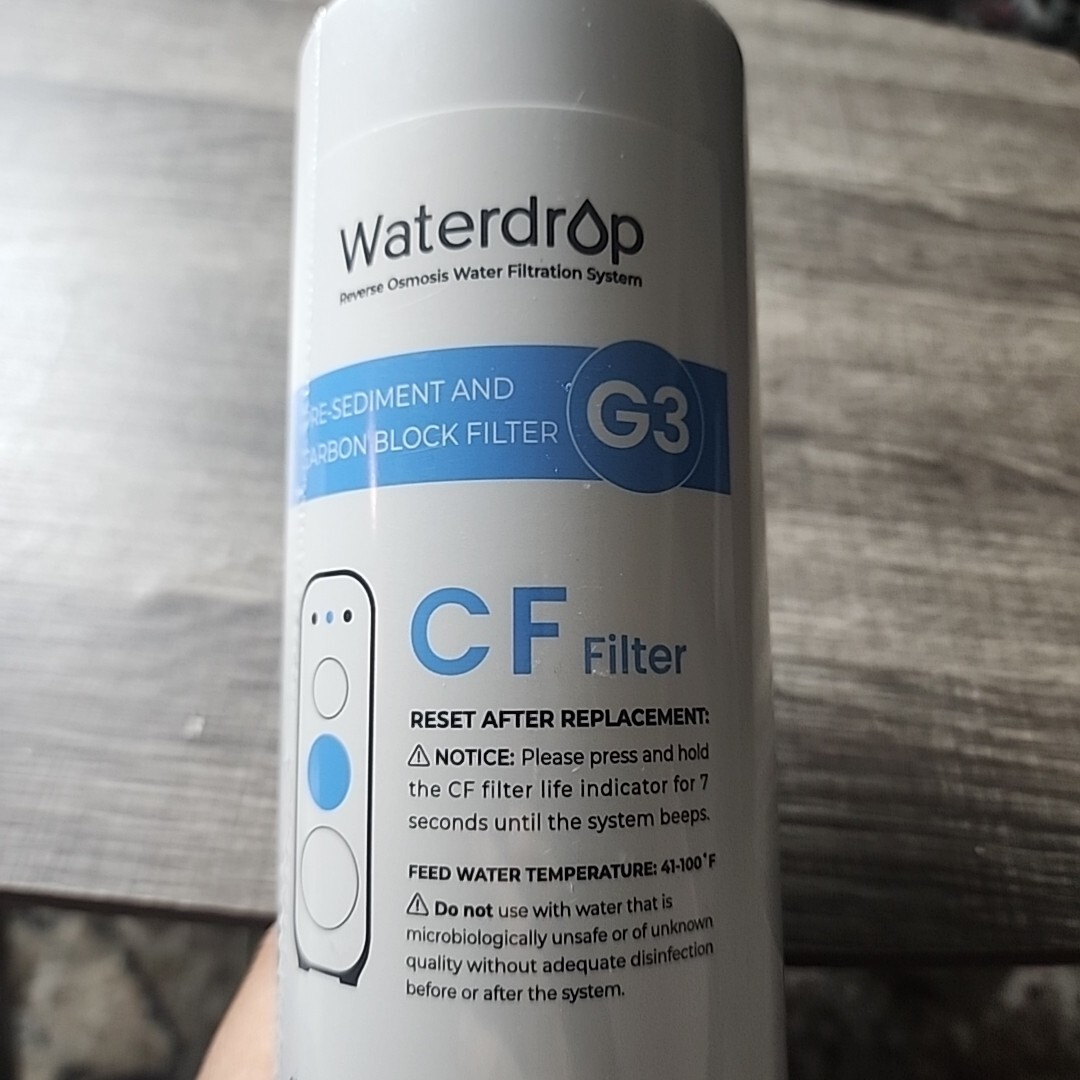 Waterdrop
Reverse Osmosis Water Filtration System
PRE-SEDIMENT AND
CARBON BLOCK FILTER
G3
CF Filter
RESET AFTER REPLACEMENT:
⚠ NOTICE: Please press and hold
the CF filter life indicator for 7
seconds until the system beeps.
FEED WATER TEMPERATURE: 41-100°F
⚠ Do not use with water that is
microbiologically unsafe or of unknown
quality without adequate disinfection
before or after the system.